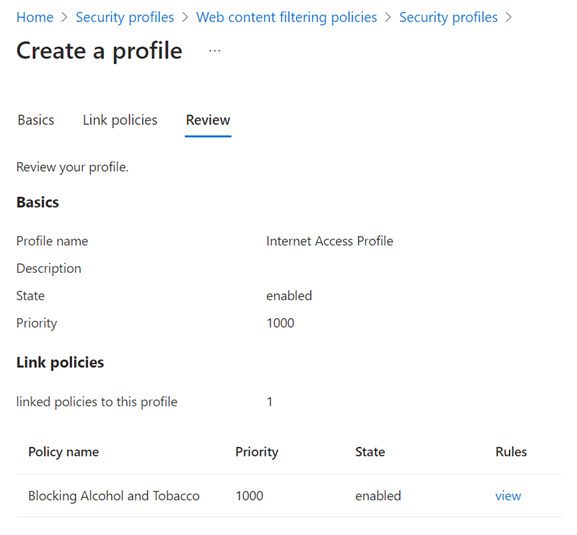 Home > Security profiles > Web content filtering policies > Security profiles >
Create a profile ...
Basics Link policies Review
Review your profile.
Basics
Profile name Internet Access Profile
Description
State enabled
Priority 1000
Link policies
linked policies to this profile 1
Policy name Priority State Rules
Blocking Alcohol and Tobacco 1000 enabled view